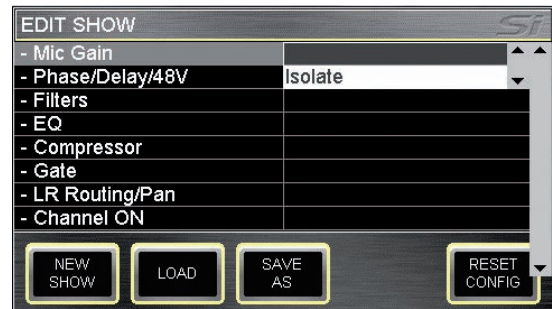 EDIT SHOW
Si
- Mic Gain
- Phase/Delay/48V Isolate
- Filters
- EQ
- Compressor
- Gate
- LR Routing/Pan
- Channel ON
NEW SHOW
LOAD
SAVE AS
RESET CONFIG